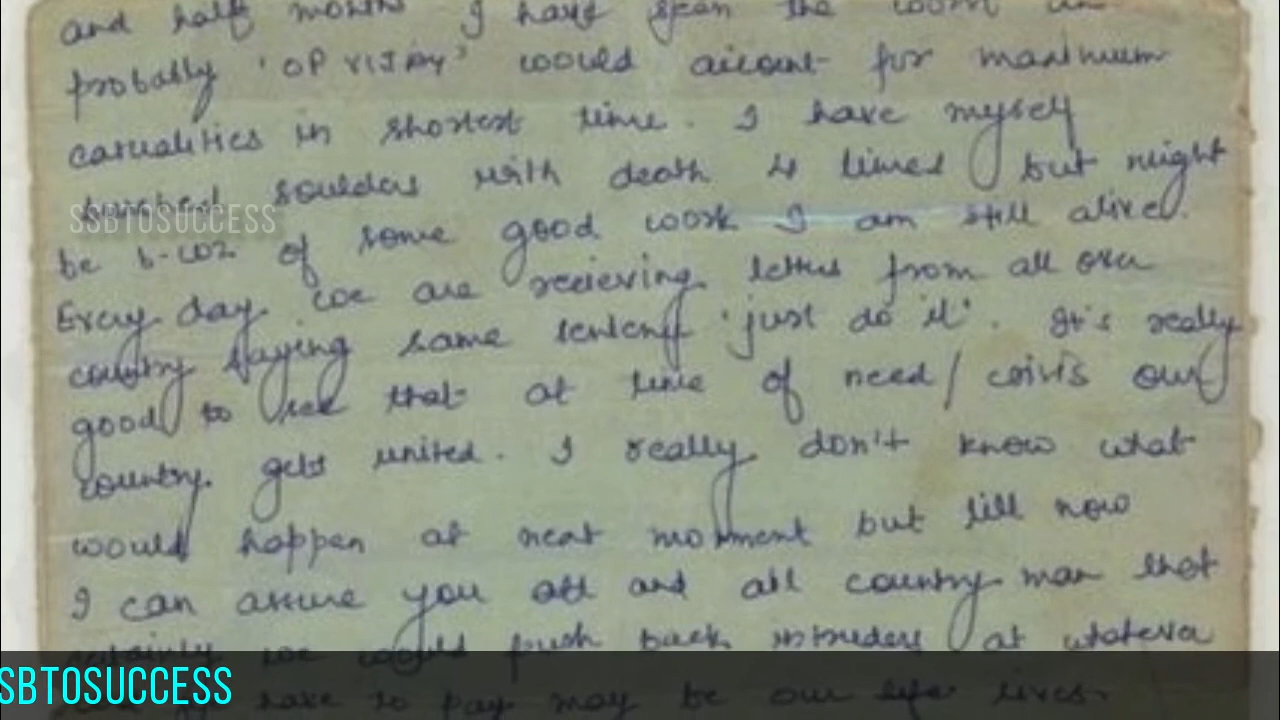 and half months I have seen the worst in
probably 'OP VIJAY' would accont for maximum
casualities in shortest time. I have myself
soulders with death 4 times but might
SSBTOSUCCESS
be b-coz of some good work I am still alive.
Every day we are recieving letters from all over
country saying same sentence 'just do it'. It's really
good to see that at time of need/crisis our
country gets united. I really don't know what
would happen at next moment but till now
I can assure you all and all country man that
certainly we would push back intruders at whatever
have to pay may be our lives.
SBTOSUCCESS